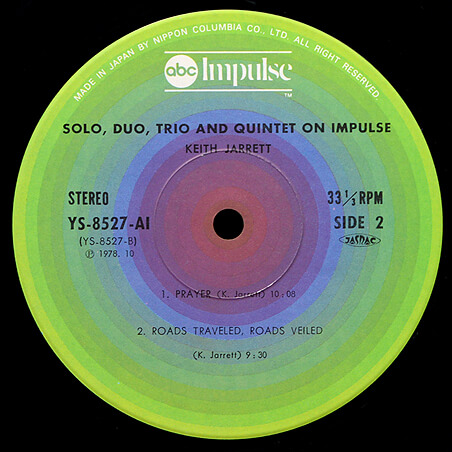 MADE IN JAPAN BY NIPPON COLUMBIA CO., LTD. ALL RIGHT RESERVED.
abc Impulse
™
SOLO, DUO, TRIO AND QUINTET ON IMPULSE
KEITH JARRETT
STEREO 33 1/3 RPM
YS-8527-AI SIDE 2
(YS-8527-B) JASRAC
Ⓟ 1978. 10
1. PRAYER (K. Jarrett) 10:08
2. ROADS TRAVELED, ROADS VEILED
(K. Jarrett) 9:30